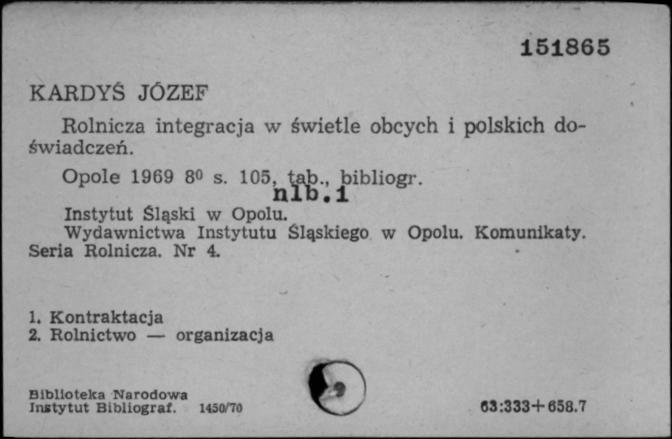 151865
KARDYŚ JÓZEF
Rolnicza integracja w świetle obcych i polskich do-
świadczeń.
Opole 1969 8⁰ s. 105, tab., bibliogr.
nlb.1
Instytut Śląski w Opolu.
Wydawnictwa Instytutu Śląskiego w Opolu. Komunikaty.
Seria Rolnicza. Nr 4.
1. Kontraktacja
2. Rolnictwo — organizacja
Biblioteka Narodowa
Instytut Bibliograf. 1450/70
63:333+658.7